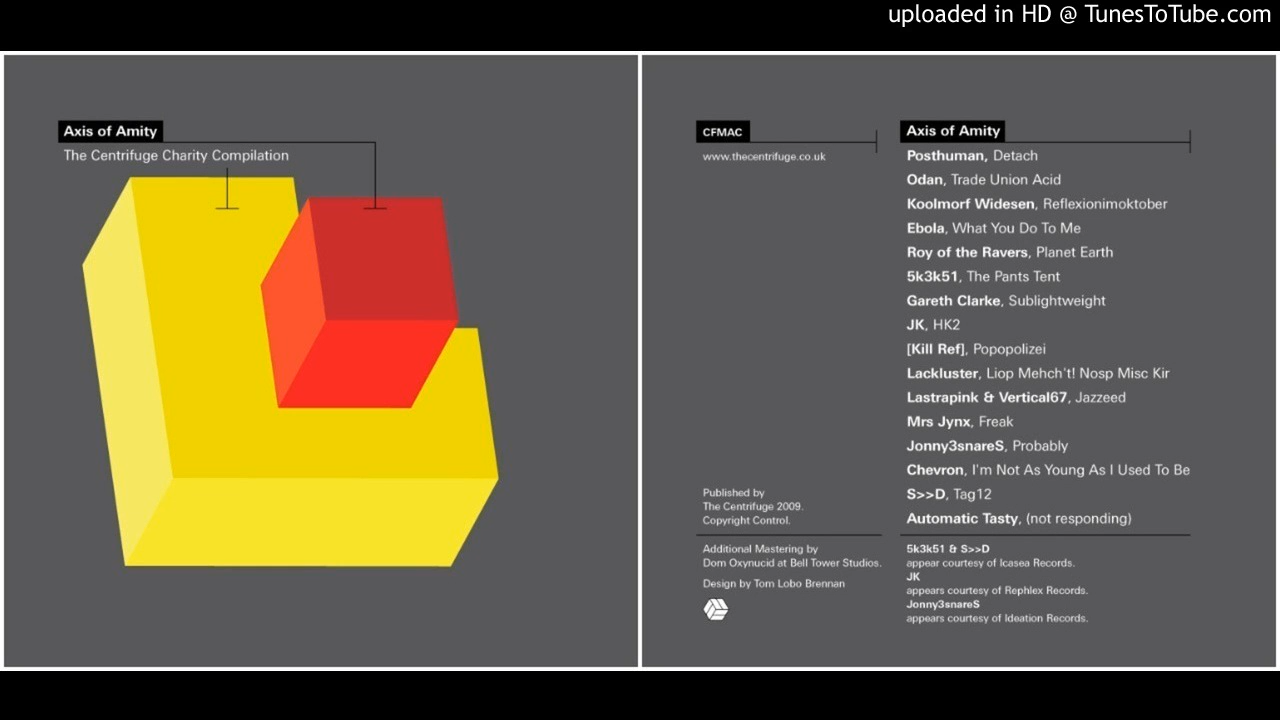 uploaded in HD @ TunesToTube.com
Axis of Amity
The Centrifuge Charity Compilation
CFMAC
www.thecentrifuge.co.uk
Published by
The Centrifuge 2009.
Copyright Control.
Additional Mastering by
Dom Oxynucid at Bell Tower Studios.
Design by Tom Lobo Brennan
Axis of Amity
Posthuman, Detach
Odan, Trade Union Acid
Koolmorf Widesen, Reflexionimoktober
Ebola, What You Do To Me
Roy of the Ravers, Planet Earth
5k3k51, The Pants Tent
Gareth Clarke, Sublightweight
JK, HK2
[Kill Ref], Popopolizei
Lackluster, Liop Mehch't! Nosp Misc Kir
Lastrapink & Vertical67, Jazzeed
Mrs Jynx, Freak
Jonny3snareS, Probably
Chevron, I'm Not As Young As I Used To Be
S>>D, Tag12
Automatic Tasty, (not responding)
5k3k51 & S>>D
appear courtesy of Icasea Records.
JK
appears courtesy of Rephlex Records.
Jonny3snareS
appears courtesy of Ideation Records.